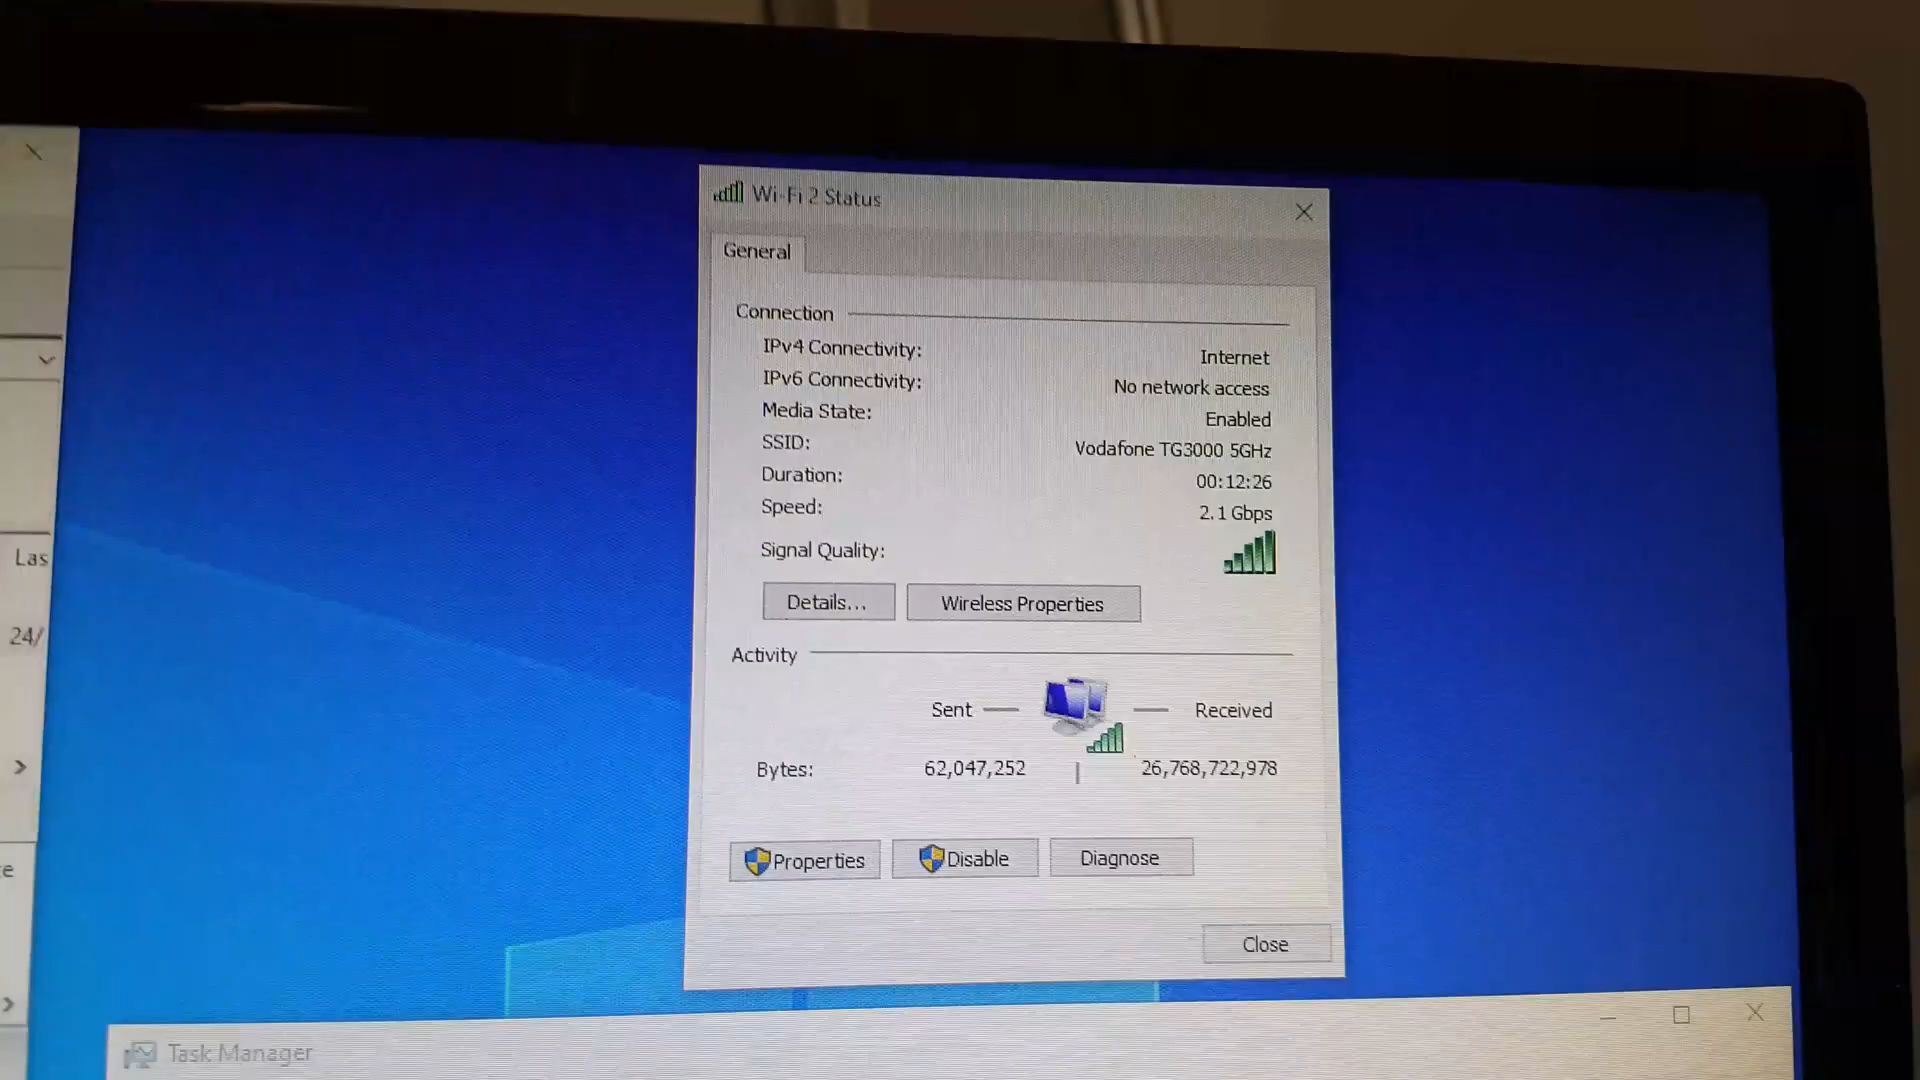 Wi-Fi 2 Status
General
Connection
IPv4 Connectivity: Internet
IPv6 Connectivity: No network access
Media State: Enabled
SSID: Vodafone TG3000 5GHz
Duration: 00:12:26
Speed: 2.1 Gbps
Signal Quality:
Details... Wireless Properties
Activity
Sent Received
Bytes: 62,047,252 26,768,722,978
Properties Disable Diagnose
Close
Las
24/
e
Task Manager